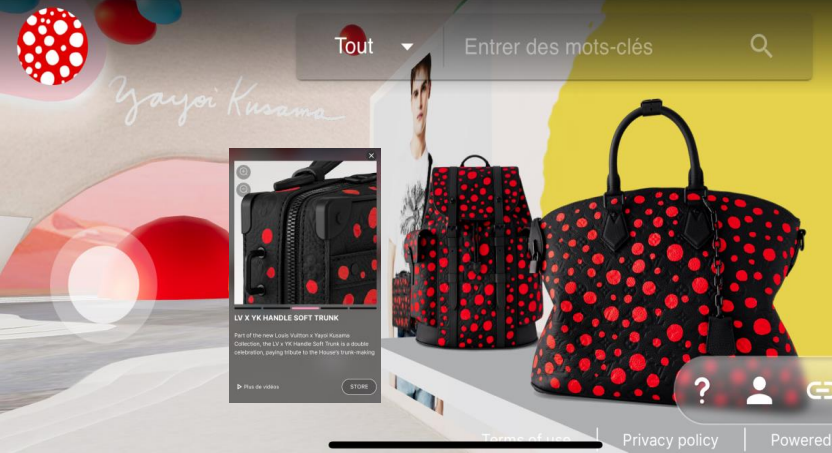 Tout
Entrer des mots-clés
Yayoi Kusama
LV X YK HANDLE SOFT TRUNK
Part of the new Louis Vuitton x Yayoi Kusama
Collection, the LV x YK Handle Soft Trunk is a double
celebration, paying tribute to the House's trunk-making
Plus de vidéos
STORE
?
Terms of use
Privacy policy
Powered